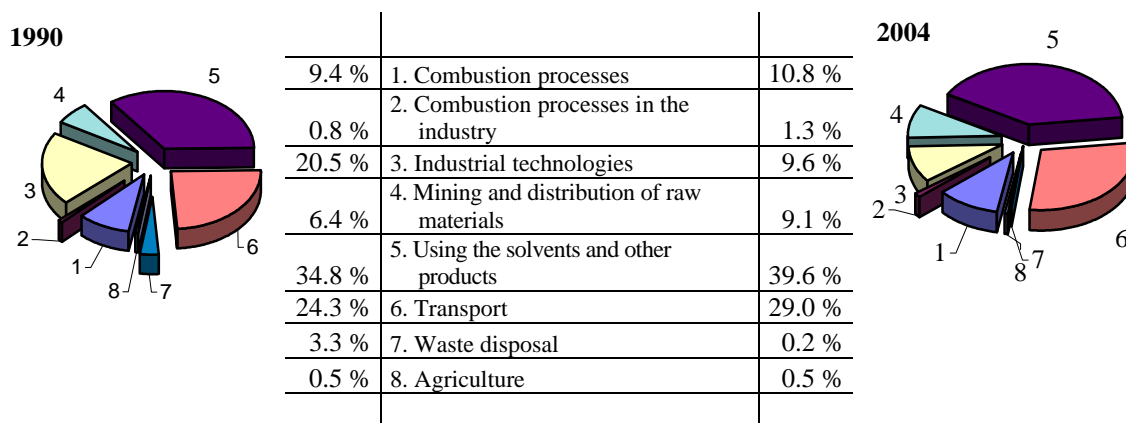 1990
5
4
3
2
1
8
7
6
9.4 % 1. Combustion processes 10.8 %
2. Combustion processes in the
0.8 % industry 1.3 %
20.5 % 3. Industrial technologies 9.6 %
4. Mining and distribution of raw
6.4 % materials 9.1 %
5. Using the solvents and other
34.8 % products 39.6 %
24.3 % 6. Transport 29.0 %
3.3 % 7. Waste disposal 0.2 %
0.5 % 8. Agriculture 0.5 %
2004
5
4
3
2
1
8
7
6